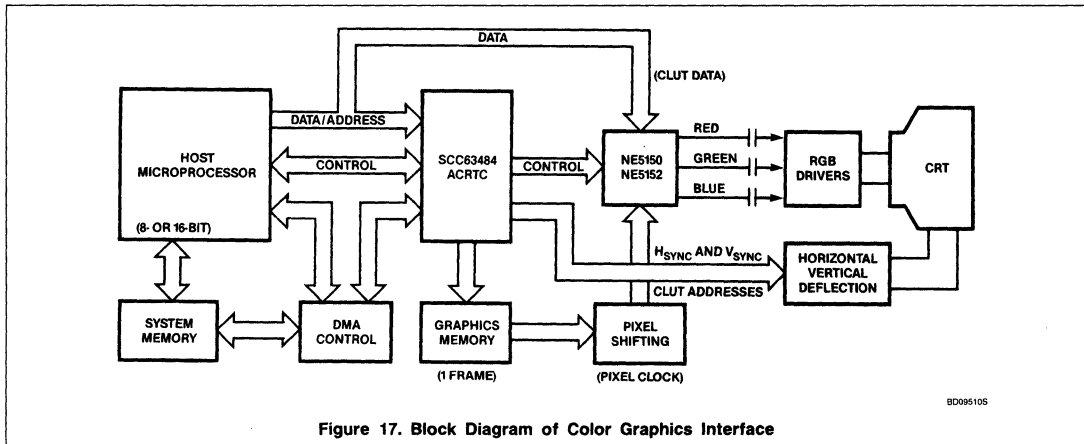 DATA
(CLUT DATA)
HOST
MICROPROCESSOR
(8- OR 16-BIT)
DATA/ADDRESS
CONTROL
SCC63484
ACRTC
CONTROL
NE5150
NE5152
RED
GREEN
BLUE
RGB
DRIVERS
CRT
HSYNC AND VSYNC
CLUT ADDRESSES
HORIZONTAL
VERTICAL
DEFLECTION
SYSTEM
MEMORY
DMA
CONTROL
GRAPHICS
MEMORY
(1 FRAME)
PIXEL
SHIFTING
(PIXEL CLOCK)
BD09510S
Figure 17. Block Diagram of Color Graphics Interface